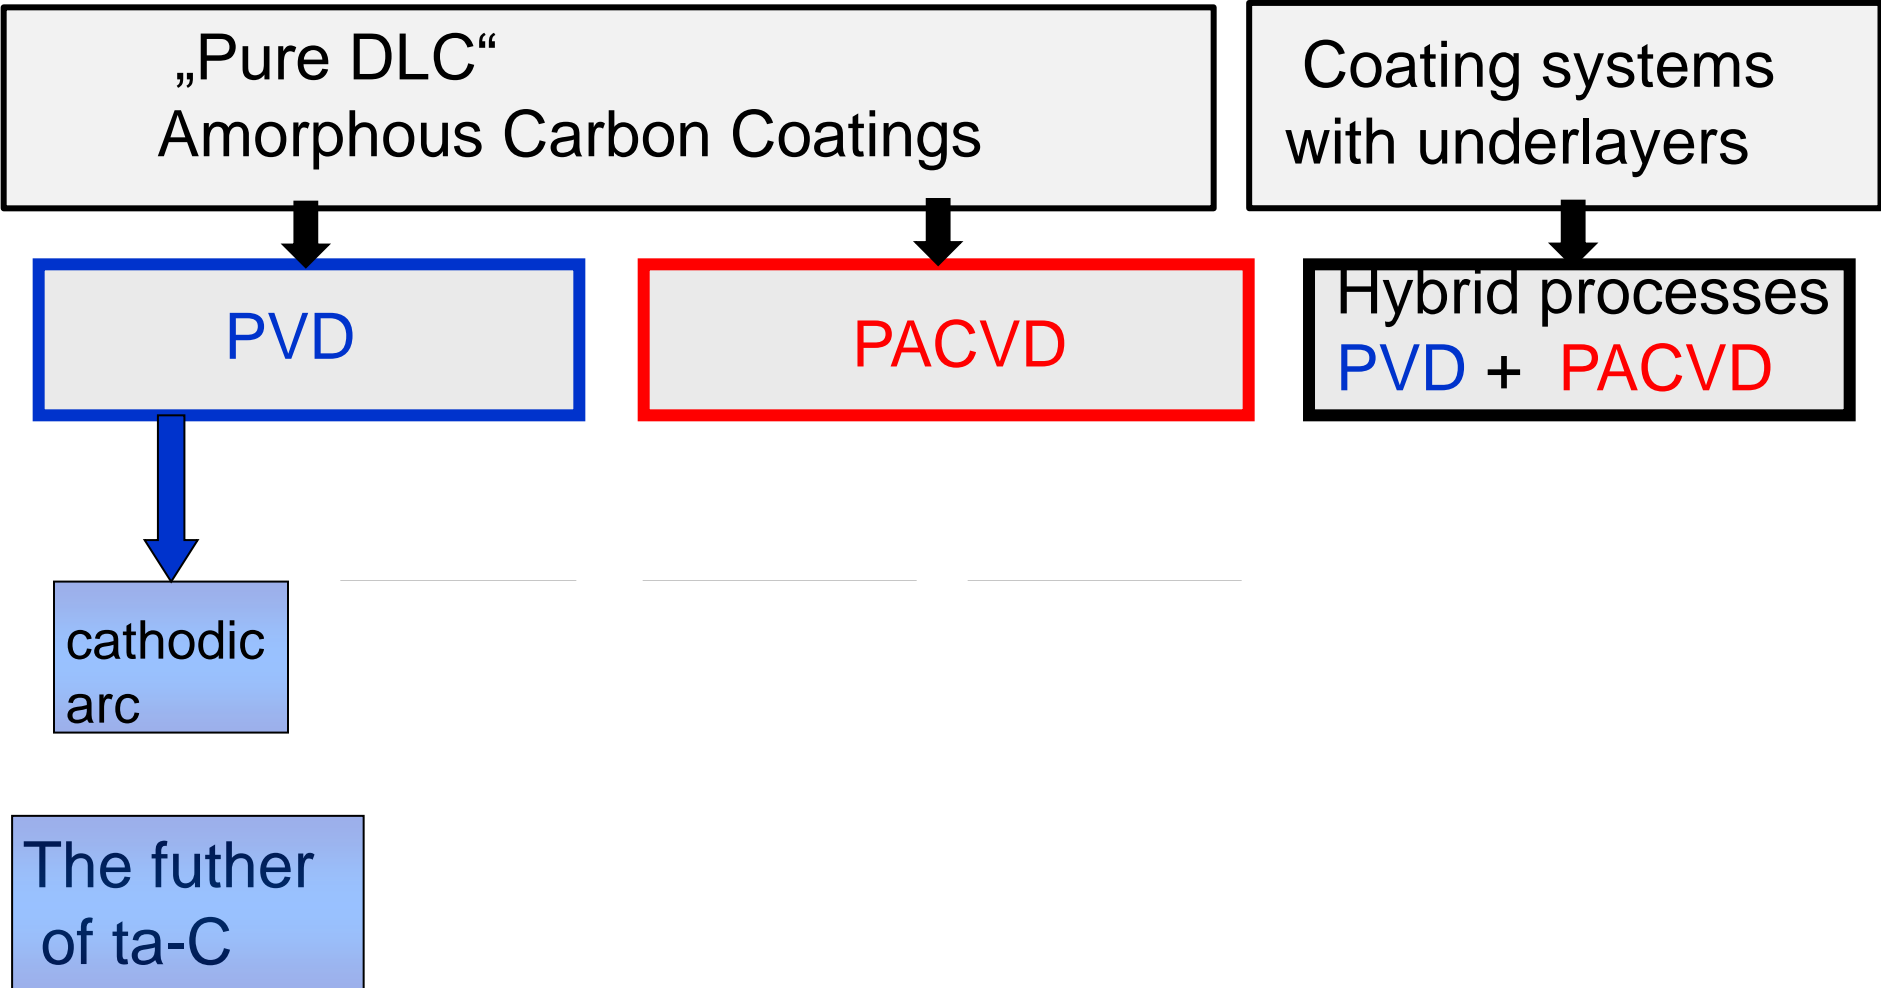 „Pure DLC“
Amorphous Carbon Coatings
Coating systems
with underlayers
PVD
PACVD
Hybrid processes
PVD + PACVD
cathodic
arc
The futher
of ta-C